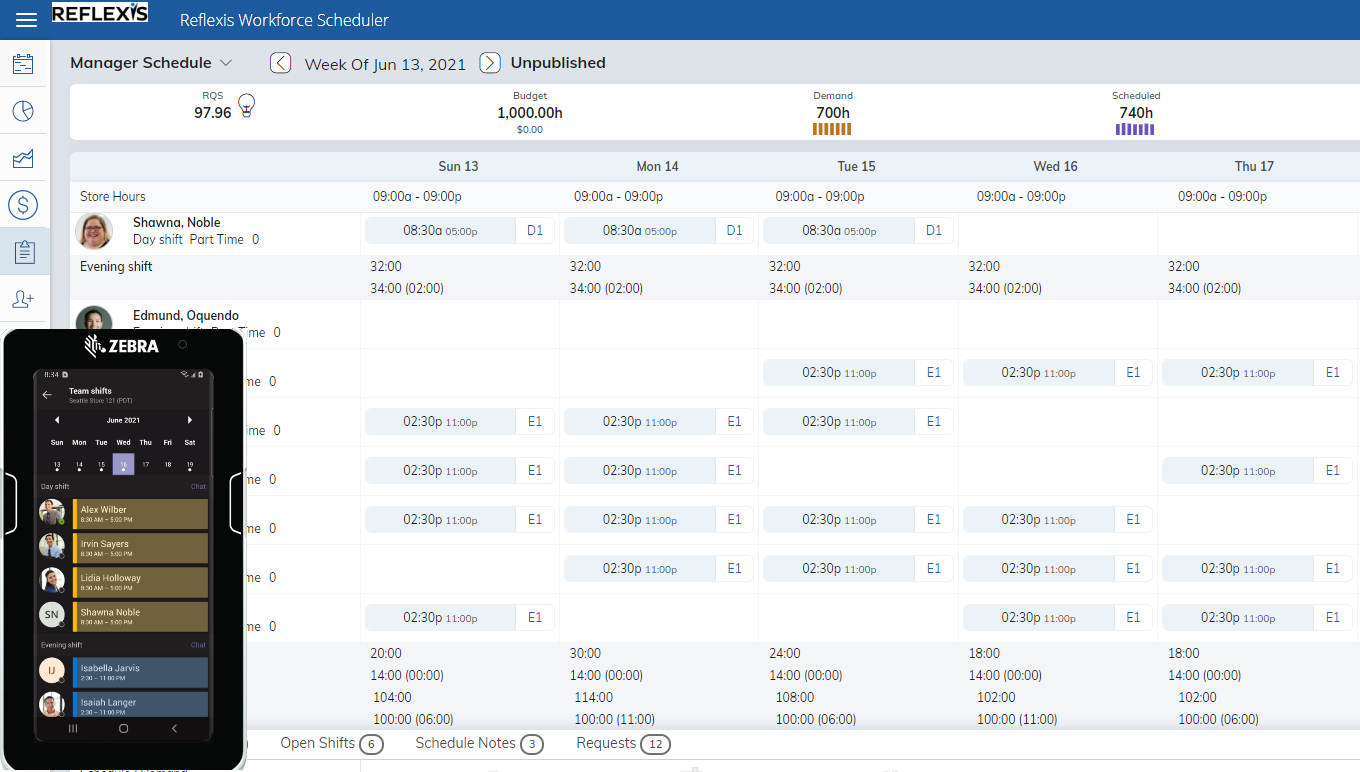 REFLEXIS Reflexis Workforce Scheduler
Manager Schedule Week Of Jun 13, 2021 Unpublished
RQS Budget Demand Scheduled
97.96 1,000.00h 700h 740h
$0.00
Sun 13 Mon 14 Tue 15 Wed 16 Thu 17
Store Hours 09:00a - 09:00p 09:00a - 09:00p 09:00a - 09:00p 09:00a - 09:00p 09:00a - 09:00p
Shawna, Noble
Day shift Part Time 0 08:30a 05:00p D1 08:30a 05:00p D1 08:30a 05:00p D1
Evening shift 32:00 32:00 32:00 32:00 32:00
34:00 (02:00) 34:00 (02:00) 34:00 (02:00) 34:00 (02:00) 34:00 (02:00)
Edmund, Oquendo
Time 0
me 0 02:30p 11:00p E1 02:30p 11:00p E1 02:30p 11:00p E1
ime 0 02:30p 11:00p E1 02:30p 11:00p E1 02:30p 11:00p E1
me 0 02:30p 11:00p E1 02:30p 11:00p E1 02:30p 11:00p E1
me 0 02:30p 11:00p E1 02:30p 11:00p E1 02:30p 11:00p E1 02:30p 11:00p E1
me 0 02:30p 11:00p E1 02:30p 11:00p E1 02:30p 11:00p E1 02:30p 11:00p E1
me 0 02:30p 11:00p E1 02:30p 11:00p E1 02:30p 11:00p E1
20:00 30:00 24:00 18:00 18:00
14:00 (00:00) 14:00 (00:00) 14:00 (00:00) 14:00 (00:00) 14:00 (00:00)
104:00 114:00 108:00 102:00 102:00
100:00 (06:00) 100:00 (11:00) 100:00 (06:00) 100:00 (11:00) 100:00 (06:00)
Open Shifts 6 Schedule Notes 3 Requests 12
ZEBRA
8:34
Team shifts
Seattle Store 121 (PDT)
June 2021
Sun Mon Tue Wed Thu Fri Sat
13 14 15 16 17 18 19
Day shift Chat
Alex Wilber
8:30 AM – 5:00 PM
Irvin Sayers
8:30 AM – 5:00 PM
Lidia Holloway
8:30 AM – 5:00 PM
SN Shawna Noble
8:30 AM – 5:00 PM
Evening shift Chat
IJ Isabella Jarvis
2:30 – 11:00 PM
Isaiah Langer
2:30 – 11:00 PM